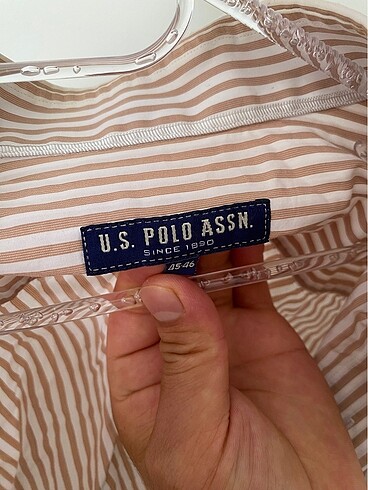 U.S. POLO ASSN.
SINCE 1890
45-46